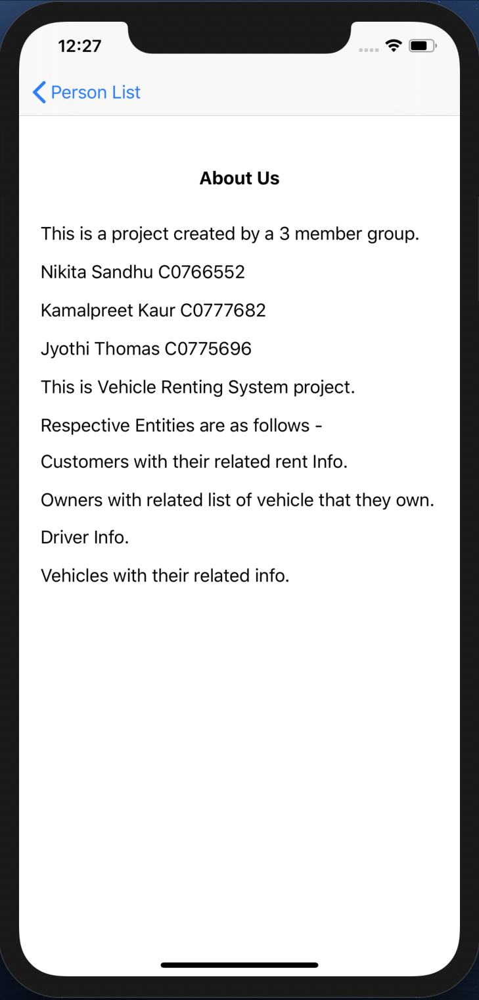 12:27
Person List
About Us
This is a project created by a 3 member group.
Nikita Sandhu C0766552
Kamalpreet Kaur C0777682
Jyothi Thomas C0775696
This is Vehicle Renting System project.
Respective Entities are as follows -
Customers with their related rent Info.
Owners with related list of vehicle that they own.
Driver Info.
Vehicles with their related info.